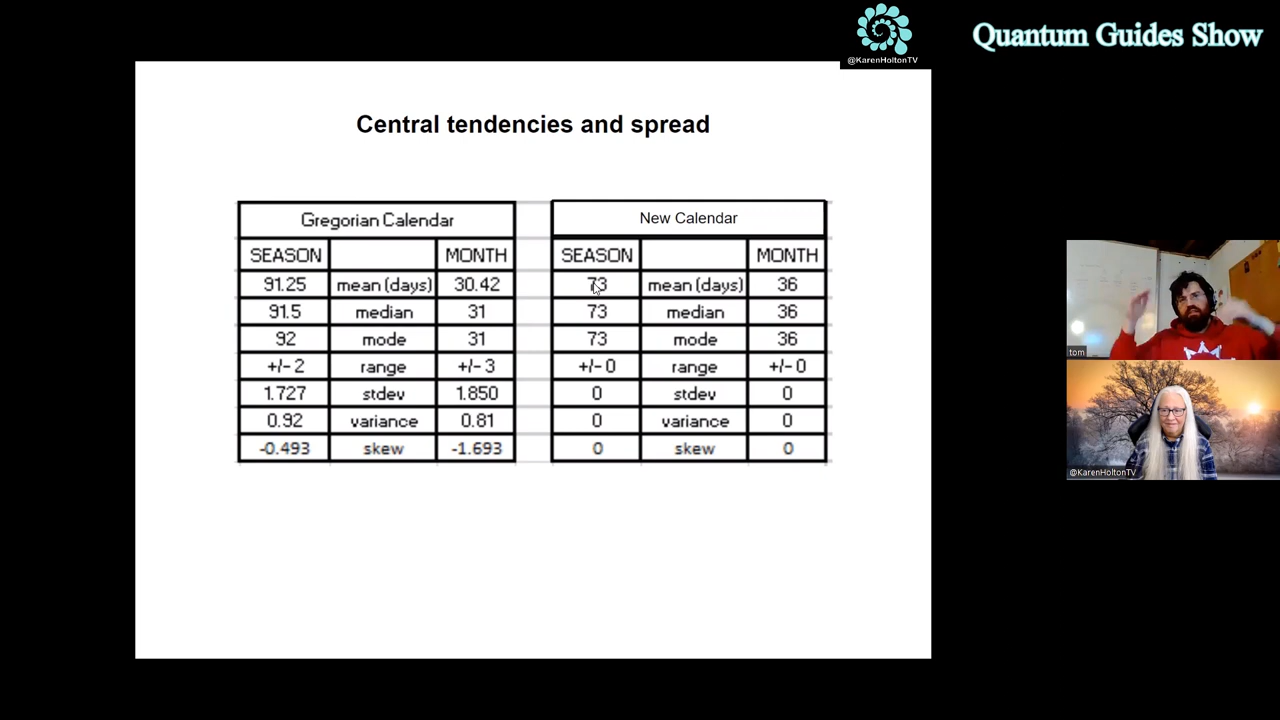 @KarenHoltonTV
Quantum Guides Show
Central tendencies and spread
Gregorian Calendar
SEASON MONTH
91.25 mean (days) 30.42
91.5 median 31
92 mode 31
+/- 2 range +/- 3
1.727 stdev 1.850
0.92 variance 0.81
-0.493 skew -1.693
New Calendar
SEASON MONTH
73 mean (days) 36
73 median 36
73 mode 36
+/- 0 range +/- 0
0 stdev 0
0 variance 0
0 skew 0
tom
@KarenHoltonTV